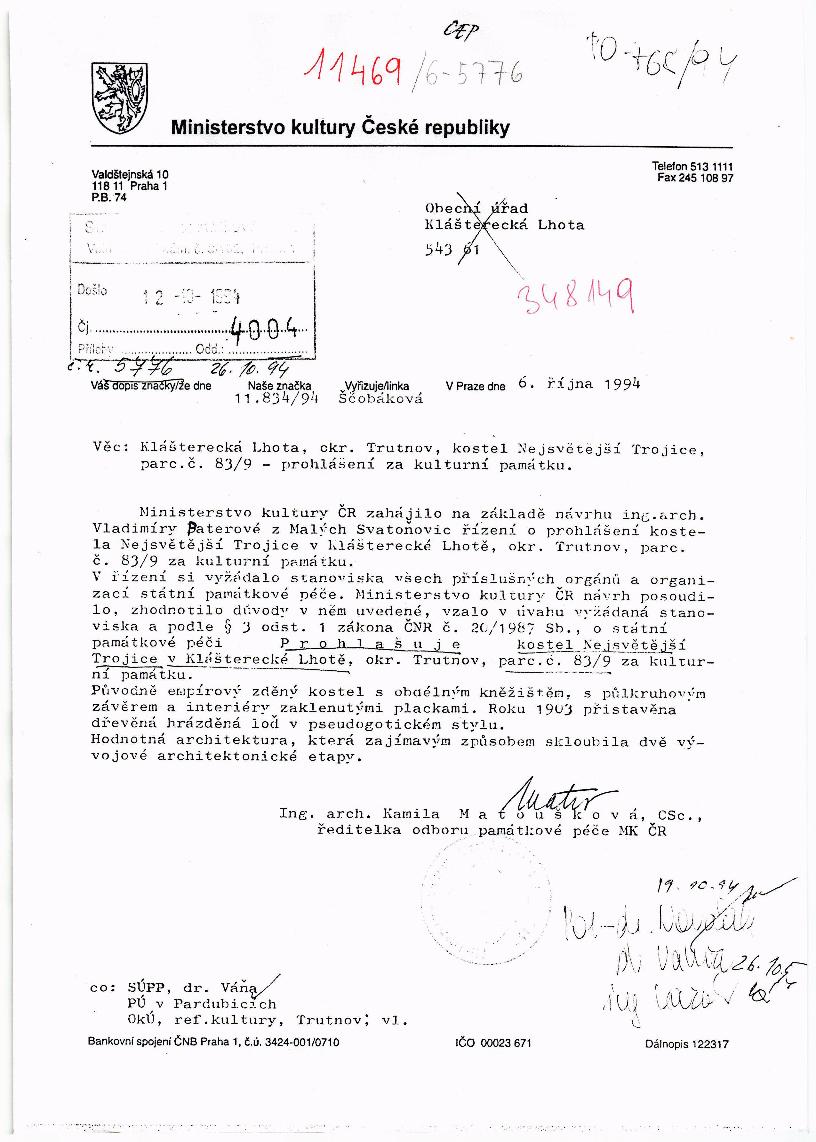 ČEP
11469/6-5776
Ministerstvo kultury České republiky
Valdštejnská 10
118 11 Praha 1
P.B. 74
Telefon 513 1111
Fax 245 108 97
Obecní úřad
Klášterecká Lhota
543 61
348149
Došlo 12 -10- 1994
Čj. 4004
Přílohy Odd.:
č.k. 5776 26.10.94
Váš dopis značky/ze dne Naše značka Vyřizuje/linka V Praze dne 6. října 1994
11.834/94 Ščobáková
Věc: Klášterecká Lhota, okr. Trutnov, kostel Nejsvětější Trojice,
parc.č. 83/9 - prohlášení za kulturní památku.
Ministerstvo kultury ČR zahájilo na základě návrhu ing.arch.
Vladimíry Paterové z Malých Svatoňovic řízení o prohlášení koste-
la Nejsvětější Trojice v Klášterecké Lhotě, okr. Trutnov, parc.
č. 83/9 za kulturní památku.
V řízení si vyžádalo stanoviska všech příslušných orgánů a organi-
zací státní památkové péče. Ministerstvo kultury ČR návrh posoudi-
lo, zhodnotilo důvody v něm uvedené, vzalo v úvahu vyžádaná stano-
viska a podle § 3 odst. 1 zákona ČNR č. 20/1987 Sb., o státní
památkové péči P r o h l a š u j e kostel Nejsvětější
Trojice v Klášterecké Lhotě, okr. Trutnov, parc.č. 83/9 za kultur-
ní památku.
Původně empírový zděný kostel s obdélným kněžištěm, s půlkruhovým
závěrem a interiéry zaklenutými plackami. Roku 1903 přistavěna
dřevěná hrázděná loď v pseudogotickém stylu.
Hodnotná architektura, která zajímavým způsobem skloubila dvě vý-
vojové architektonické etapy.
Ing. arch. Kamila M a t o u š k o v á, CSc.,
ředitelka odboru památkové péče MK ČR
19.10.94
26.10.
co: SÚPP, dr. Váňa
PÚ v Pardubicích
OkÚ, ref.kultury, Trutnov; vl.
Bankovní spojení ČNB Praha 1, č.ú. 3424-001/0710 IČO 00023 671 Dálnopis 122317